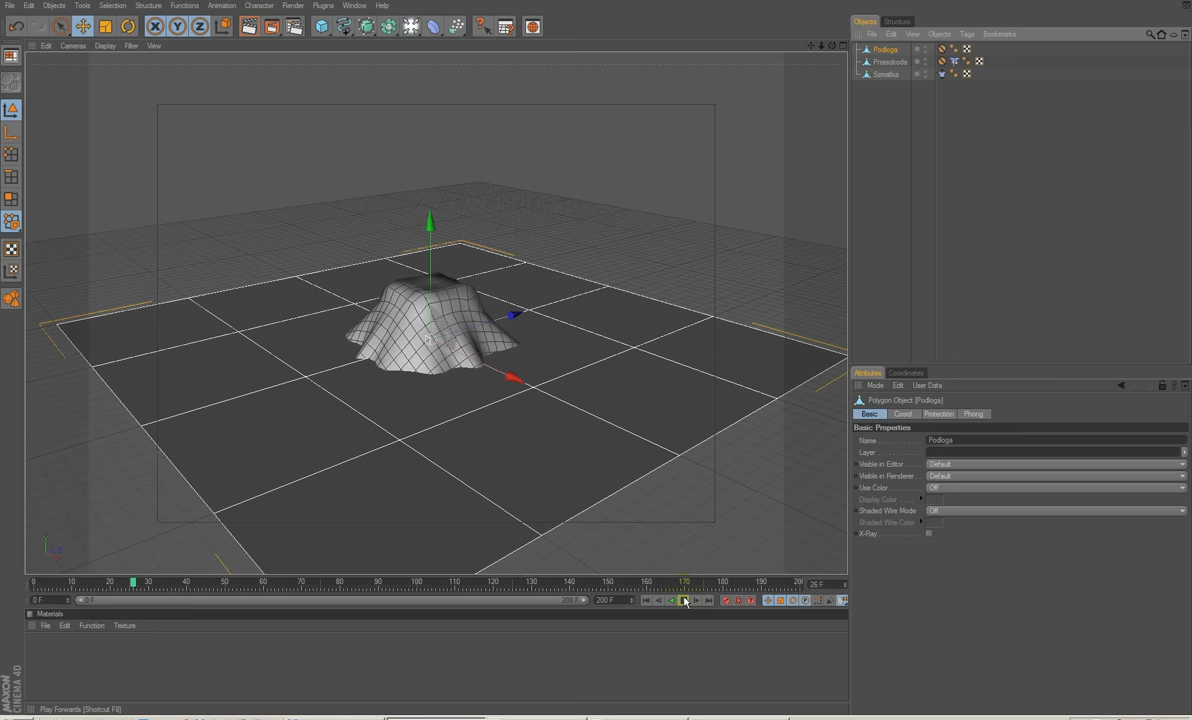 File Edit Objects Tools Selection Structure Functions Animation Character Render Plugins Window Help
Edit Cameras Display Filter View
Objects Structure
File Edit View Objects Tags Bookmarks
Podloga
Przeszkoda
Szmatka
Attributes Coordinates
Mode Edit User Data
Polygon Object [Podloga]
Basic Coord. Protection Phong
Basic Properties
Name Podloga
Layer
Visible in Editor Default
Visible in Renderer Default
Use Color Off
Display Color
Shaded Wire Mode Off
Shaded Wire Color
X-Ray
X Y Z
0 10 20 30 40 50 60 70 80 90 100 110 120 130 140 150 160 170 180 190 20 26 F
0 F 0 F 200 F 200 F
Materials
File Edit Function Texture
MAXON
CINEMA 4D
Play Forwards [Shortcut F8]